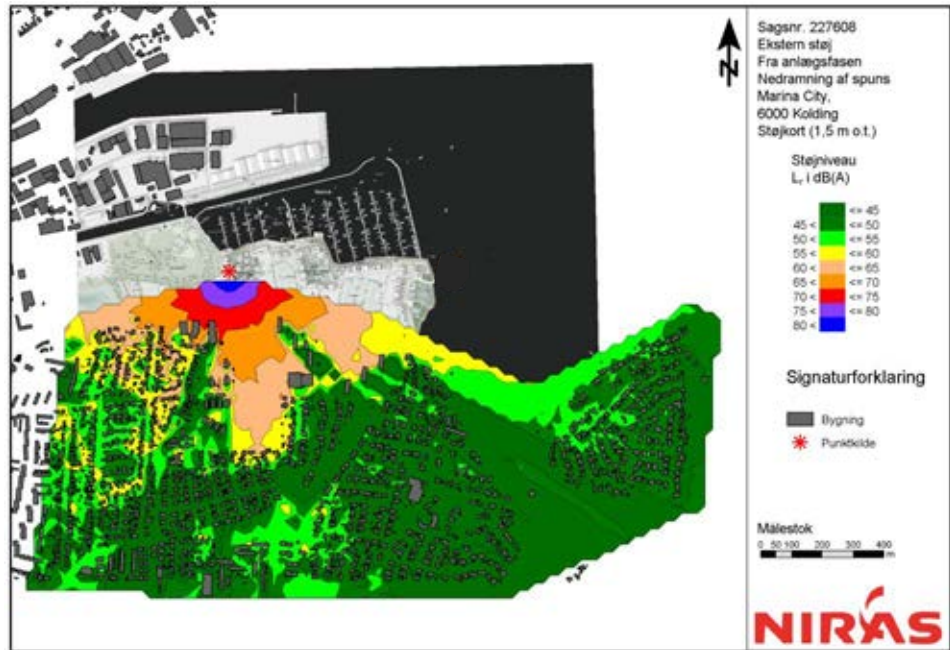 N
Sagsnr. 227608
Ekstern støj
Fra anlægsfasen
Nedramning af spuns
Marina City,
6000 Kolding
Støjkort (1,5 m o.t.)
Støjniveau
Lr i dB(A)
<= 45
45 < <= 50
50 < <= 55
55 < <= 60
60 < <= 65
65 < <= 70
70 < <= 75
75 < <= 80
80 <
Signaturforklaring
Bygning
Punktkilde
Målestok
0 50 100 200 300 400
m
NIRAS